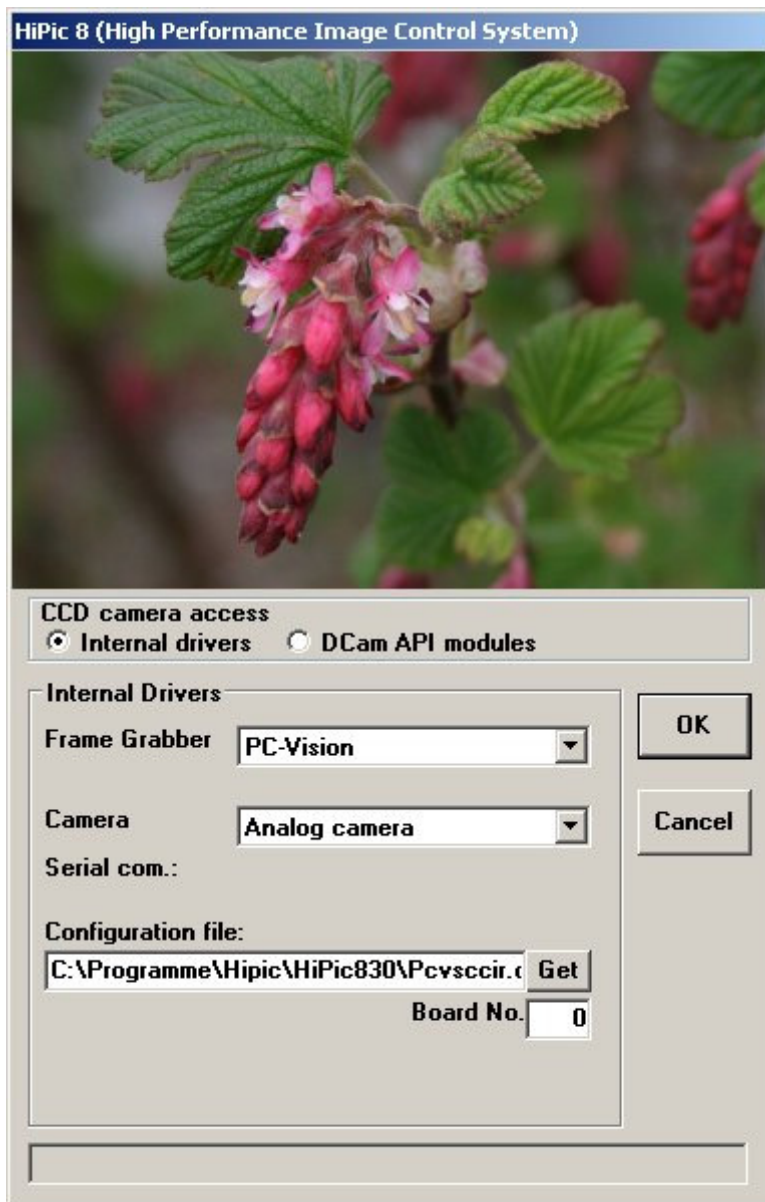 HiPic 8 (High Performance Image Control System)
CCD camera access
Internal drivers DCam API modules
Internal Drivers
Frame Grabber PC-Vision
OK
Camera Analog camera
Cancel
Serial com.:
Configuration file:
C:\Programme\Hipic\HiPic830\Pcvsccir.c Get
Board No. 0